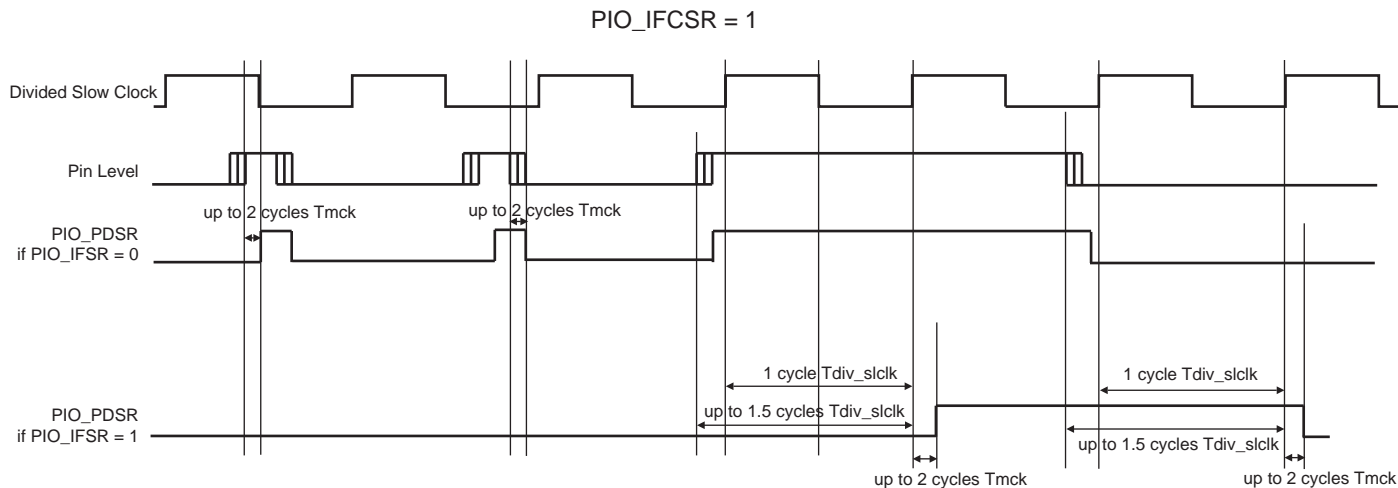 PIO_IFCSR = 1
Divided Slow Clock
Pin Level
up to 2 cycles Tmck
up to 2 cycles Tmck
PIO_PDSR
if PIO_IFSR = 0
1 cycle Tdiv_slclk
1 cycle Tdiv_slclk
PIO_PDSR
if PIO_IFSR = 1
up to 1.5 cycles Tdiv_slclk
up to 1.5 cycles Tdiv_slclk
up to 2 cycles Tmck
up to 2 cycles Tmck